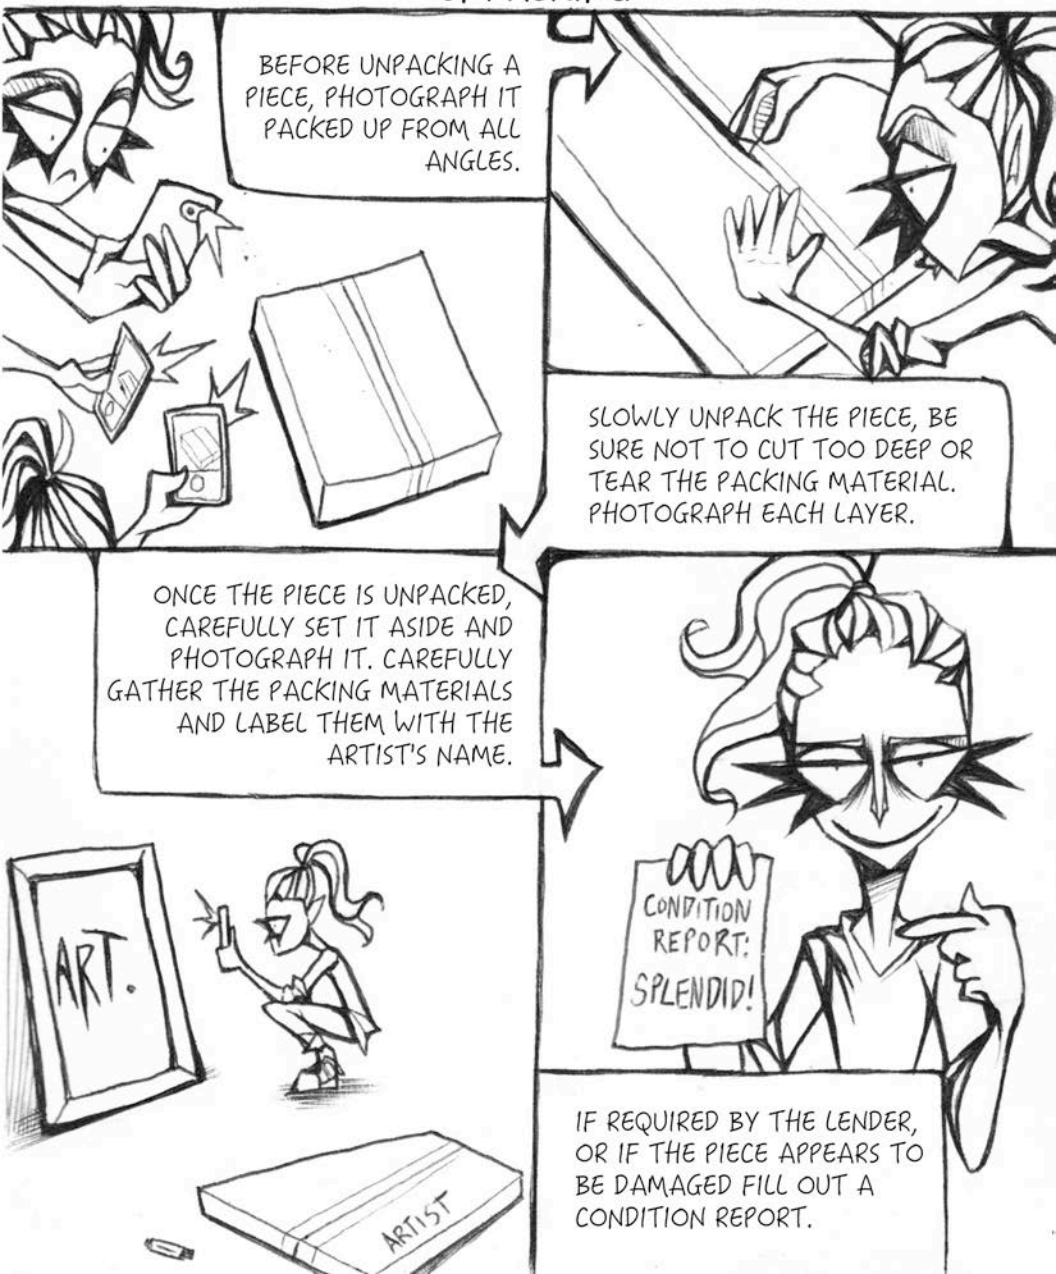 BEFORE UNPACKING A
PIECE, PHOTOGRAPH IT
PACKED UP FROM ALL
ANGLES.
SLOWLY UNPACK THE PIECE, BE
SURE NOT TO CUT TOO DEEP OR
TEAR THE PACKING MATERIAL.
PHOTOGRAPH EACH LAYER.
ONCE THE PIECE IS UNPACKED,
CAREFULLY SET IT ASIDE AND
PHOTOGRAPH IT. CAREFULLY
GATHER THE PACKING MATERIALS
AND LABEL THEM WITH THE
ARTIST'S NAME.
ART.
ARTIST
CONDITION
REPORT:
SPLENDID!
IF REQUIRED BY THE LENDER,
OR IF THE PIECE APPEARS TO
BE DAMAGED FILL OUT A
CONDITION REPORT.